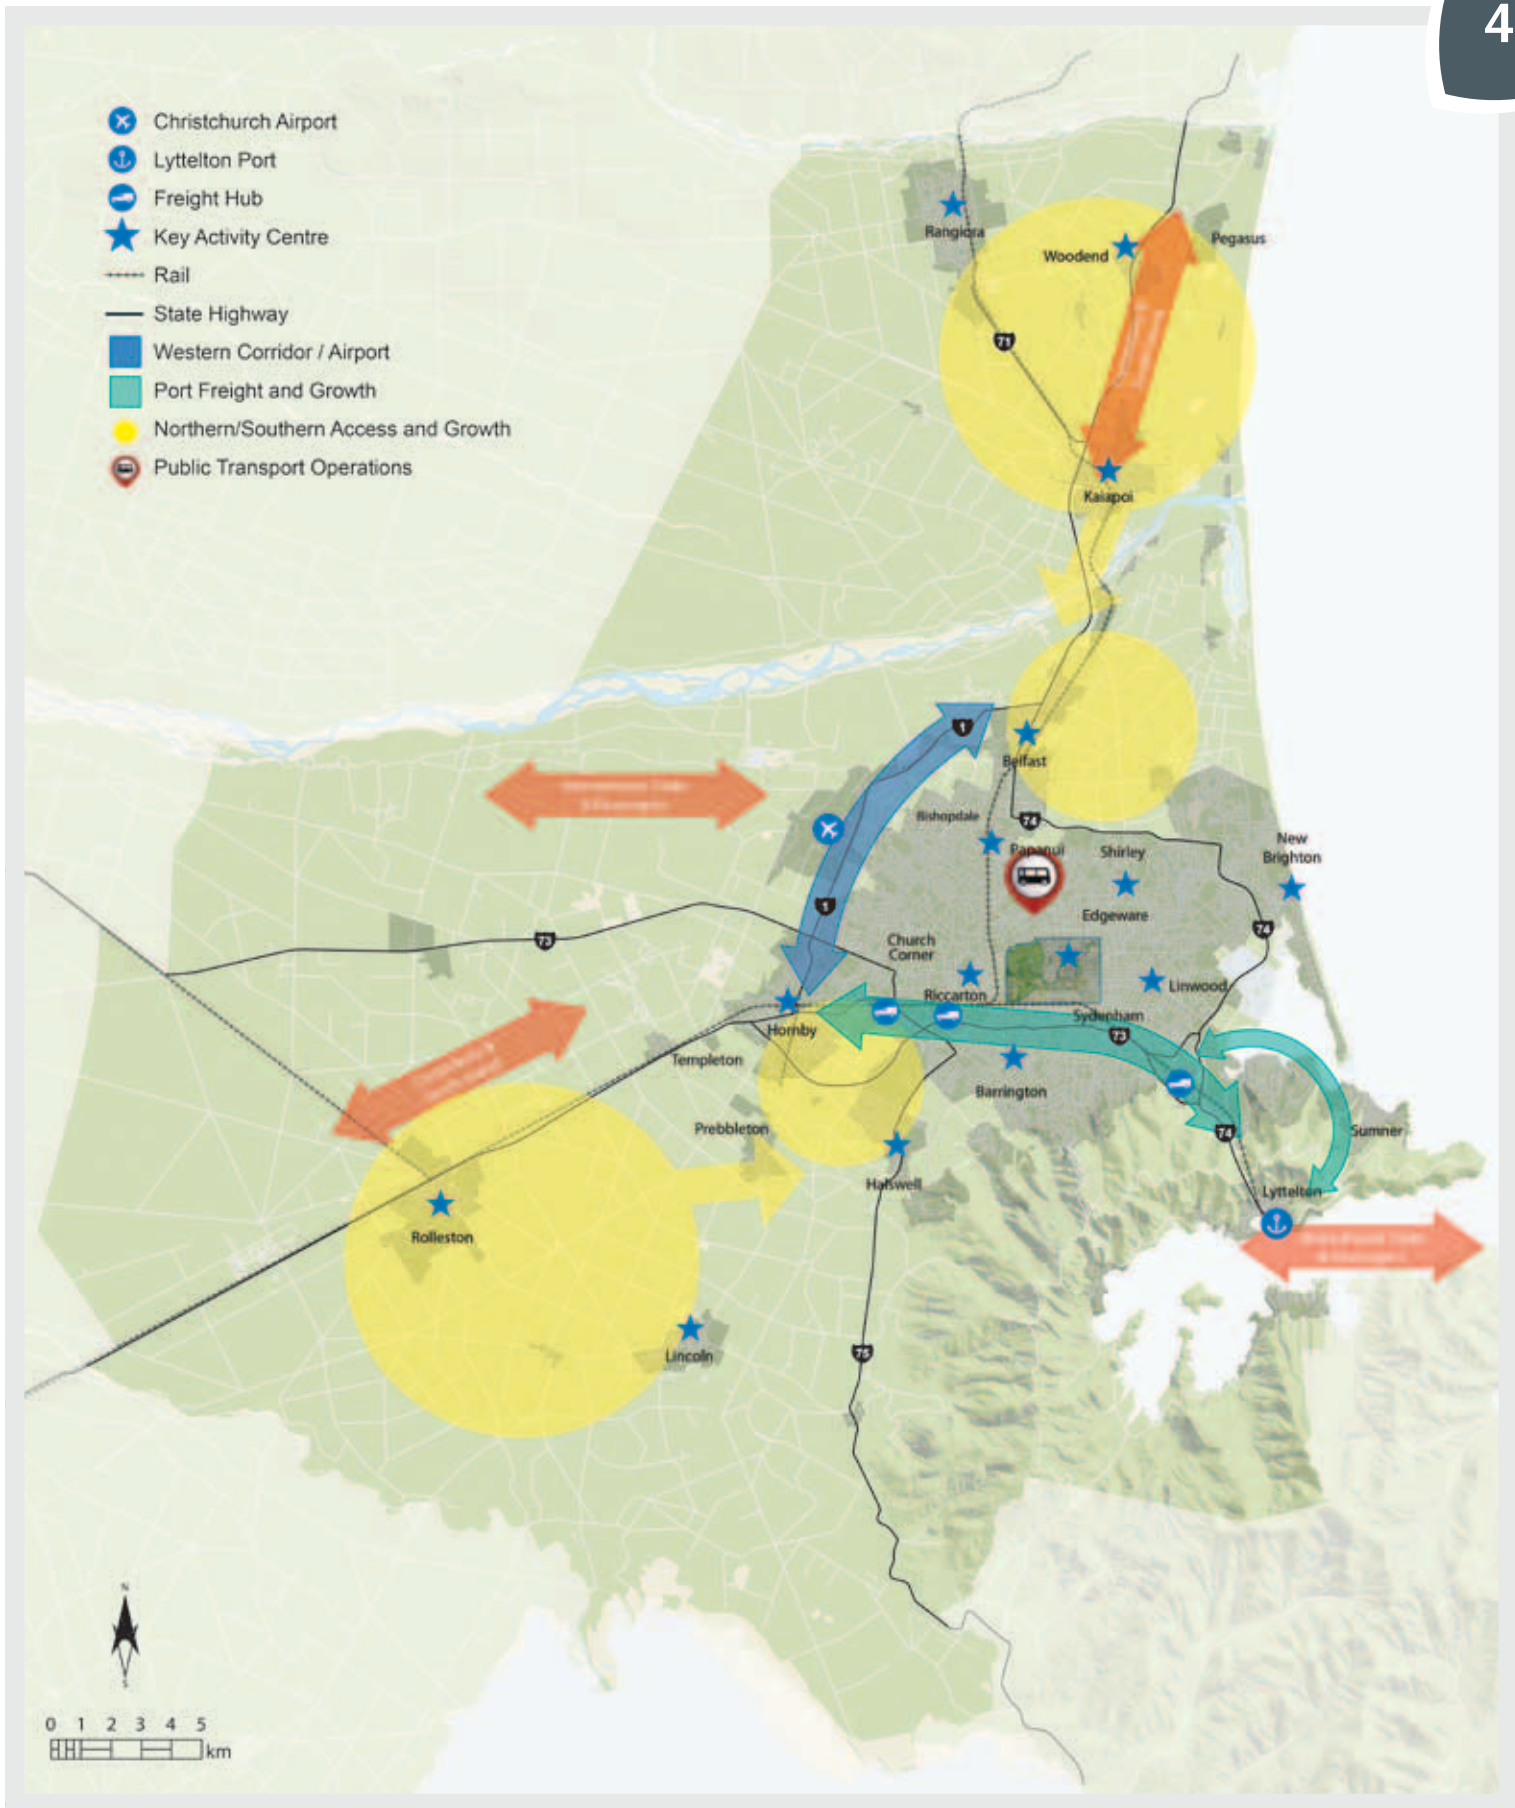 4
Christchurch Airport
Lyttelton Port
Freight Hub
Key Activity Centre
Rail
State Highway
Western Corridor / Airport
Port Freight and Growth
Northern/Southern Access and Growth
Public Transport Operations
Rangiora
Woodend
Pegasus
71
Kaiapoi
1
Belfast
Bishopdale
74
Papanui
Shirley
New
Brighton
Edgeware
1
73
74
Church
Corner
Riccarton
Linwood
Sydenham
Hornby
73
Templeton
Barrington
Prebbleton
74
Sumner
Halswell
Lyttelton
Rolleston
Lincoln
75
N
S
0 1 2 3 4 5
km